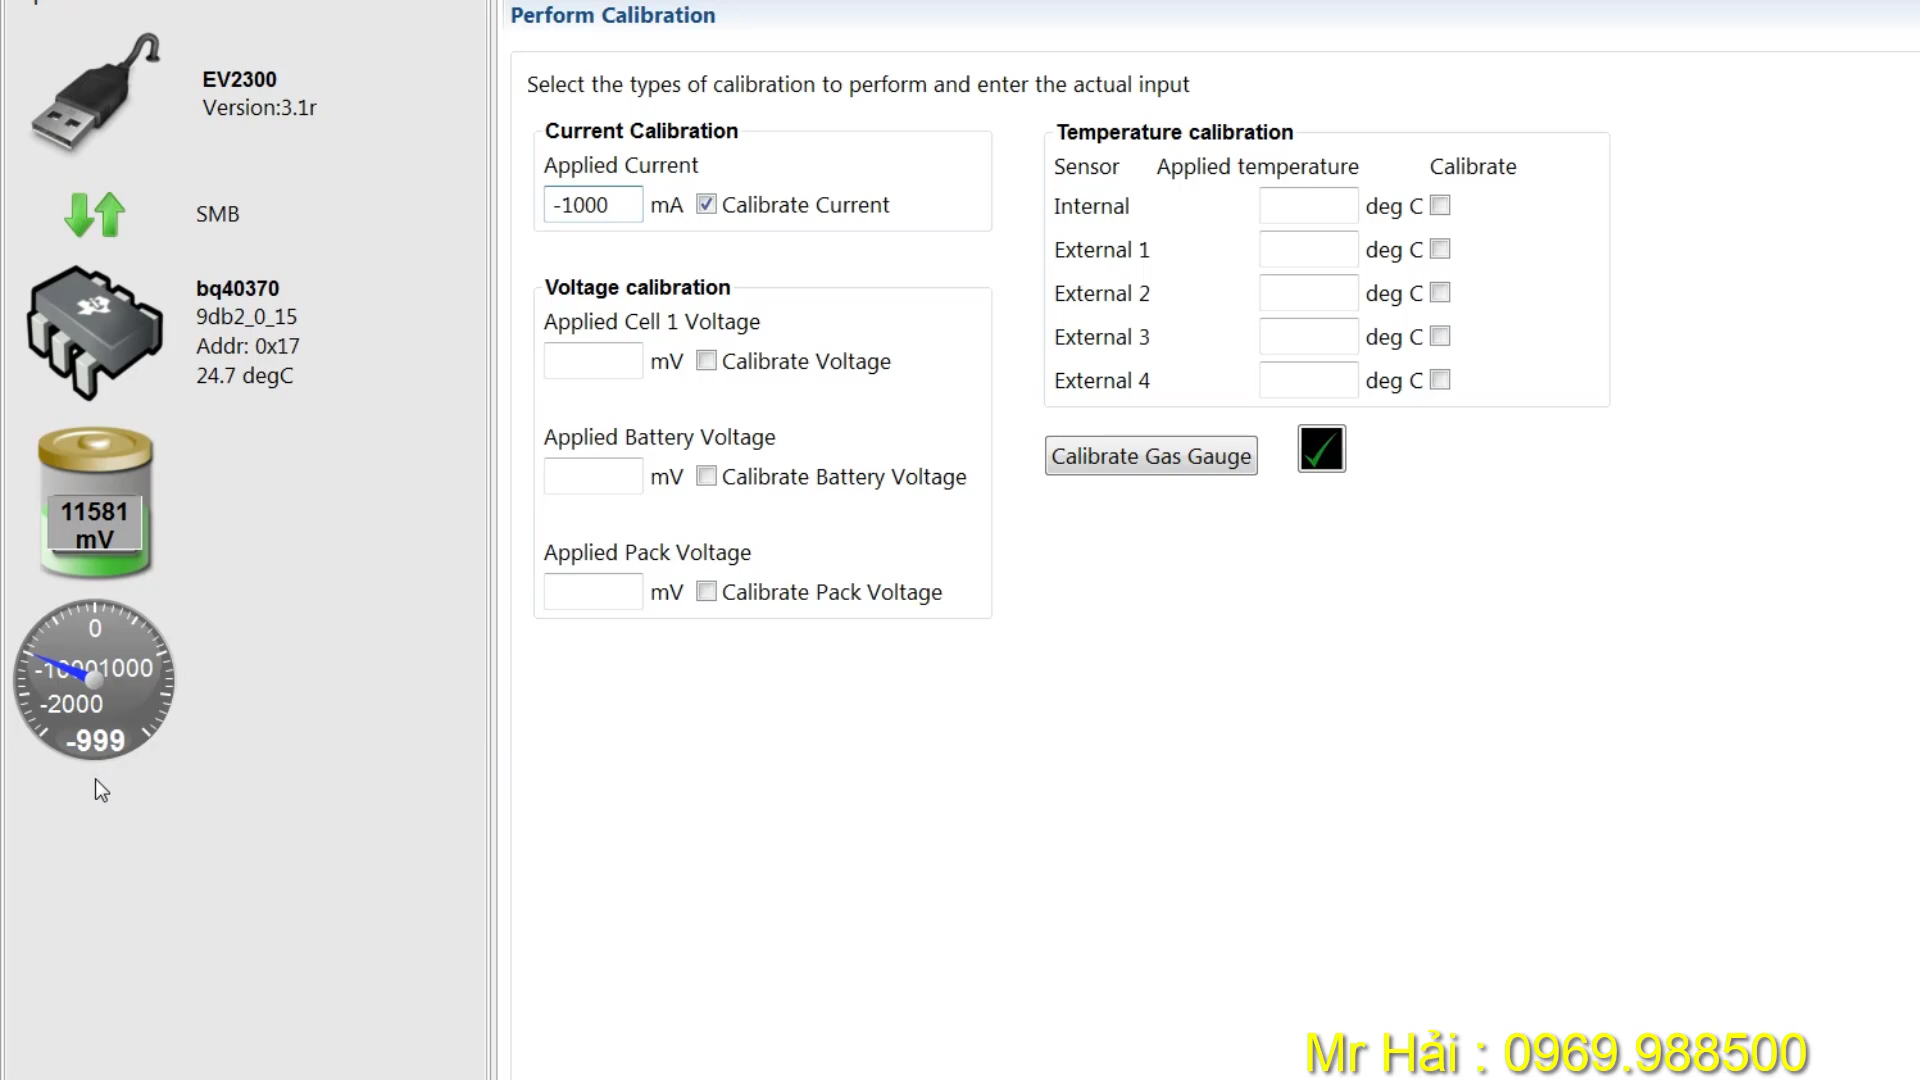 Perform Calibration
EV2300
Version:3.1r
SMB
bq40370
9db2_0_15
Addr: 0x17
24.7 degC
11581
mV
0
-1000 1000
-2000
-999
Select the types of calibration to perform and enter the actual input
Current Calibration
Applied Current
-1000 mA Calibrate Current
Voltage calibration
Applied Cell 1 Voltage
mV Calibrate Voltage
Applied Battery Voltage
mV Calibrate Battery Voltage
Applied Pack Voltage
mV Calibrate Pack Voltage
Temperature calibration
Sensor Applied temperature Calibrate
Internal deg C
External 1 deg C
External 2 deg C
External 3 deg C
External 4 deg C
Calibrate Gas Gauge
Mr Hải : 0969.988500